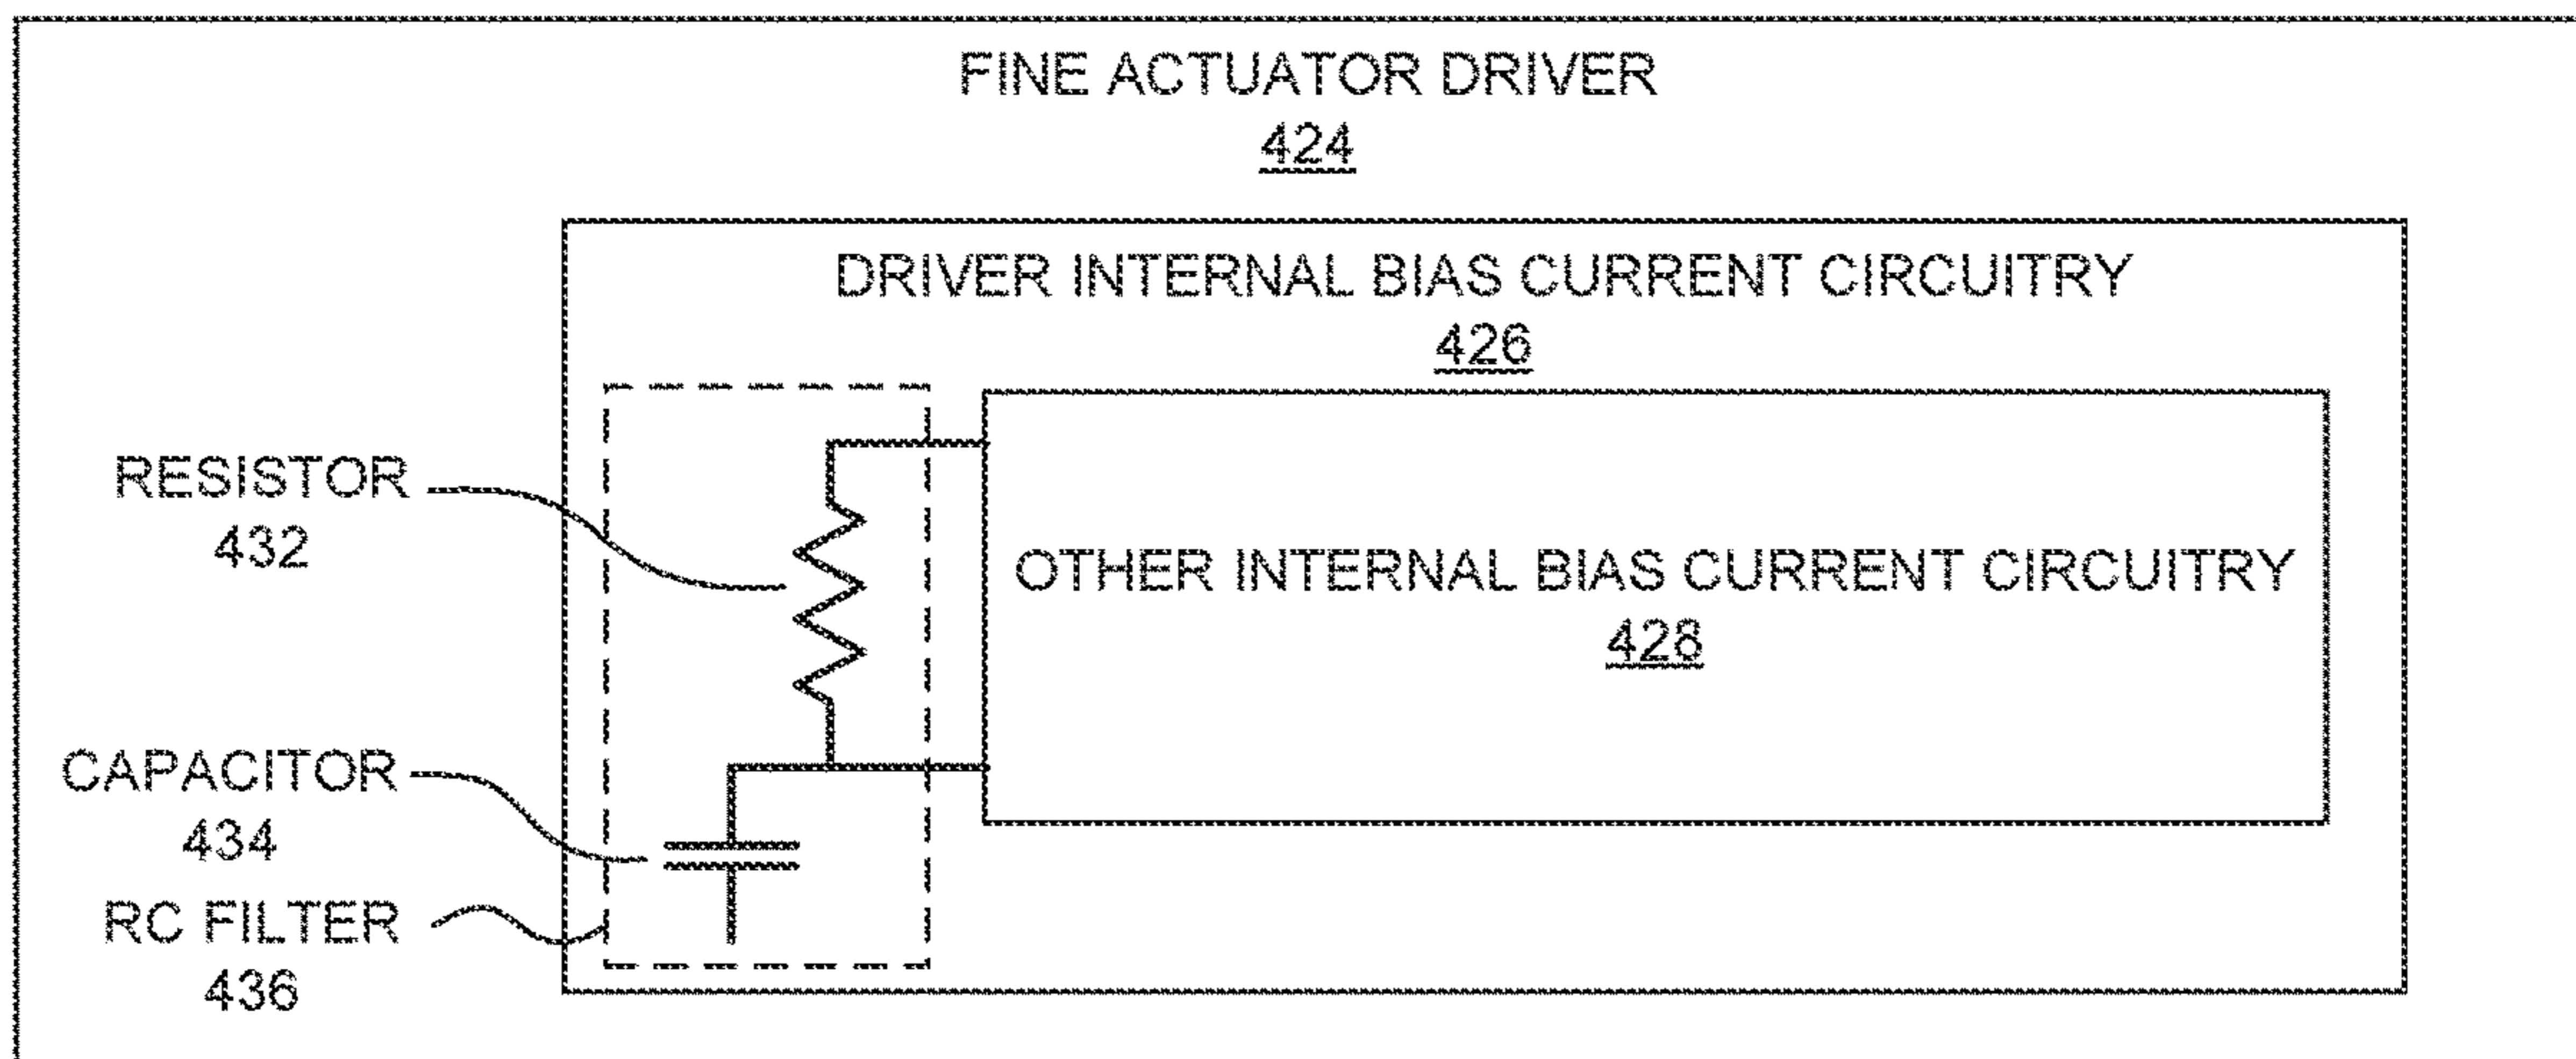 FINE ACTUATOR DRIVER
424
DRIVER INTERNAL BIAS CURRENT CIRCUITRY
426
RESISTOR
432
OTHER INTERNAL BIAS CURRENT CIRCUITRY
428
CAPACITOR
434
RC FILTER
436